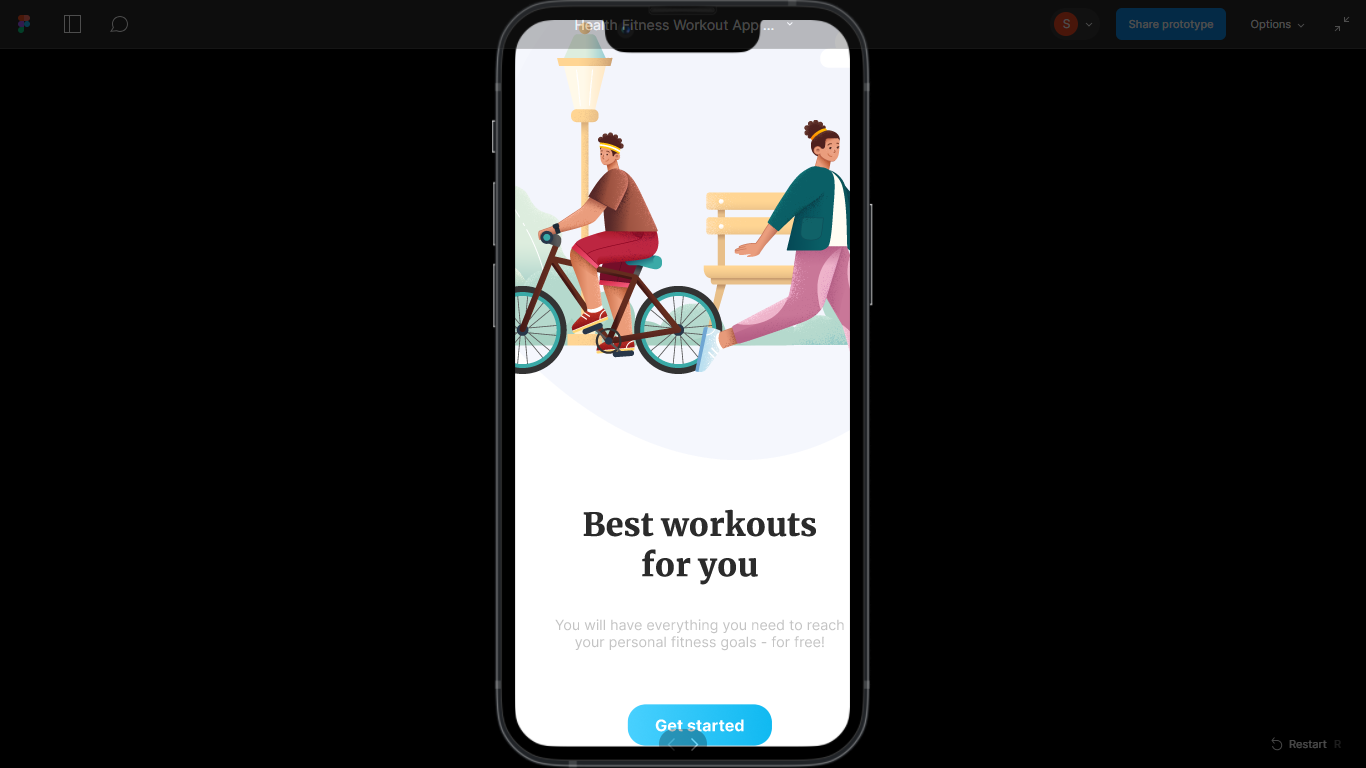 Health Fitness Workout App ...
S
Share prototype
Options
Best workouts
for you
You will have everything you need to reach
your personal fitness goals - for free!
Get started
Restart R